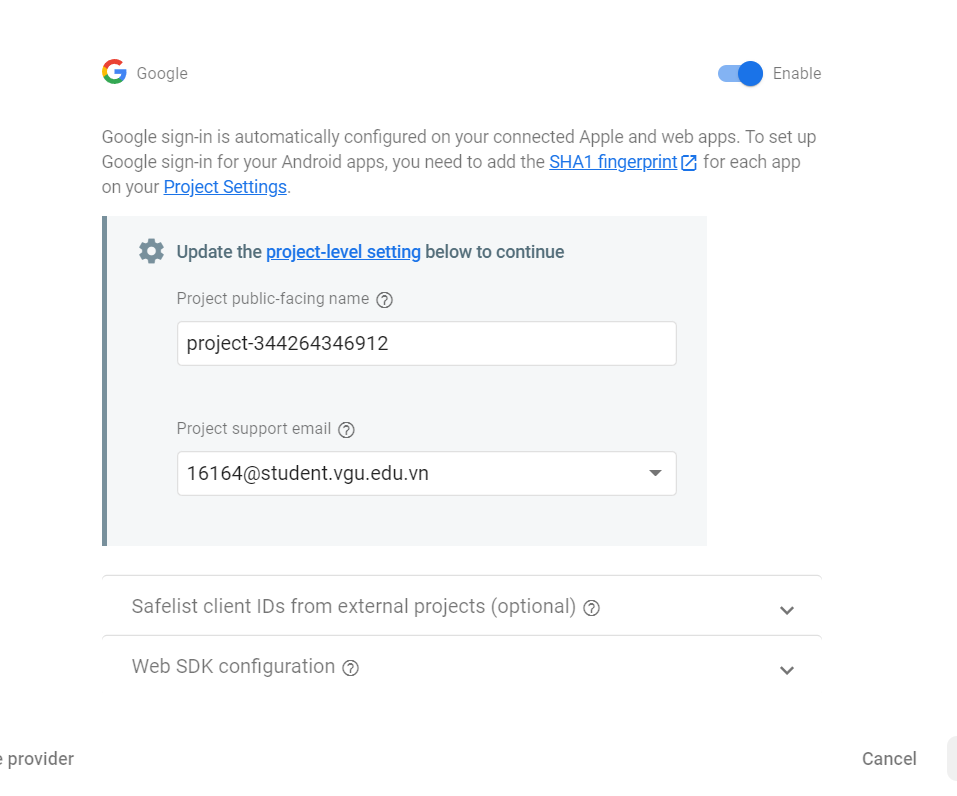 Google
Enable
Google sign-in is automatically configured on your connected Apple and web apps. To set up
Google sign-in for your Android apps, you need to add the SHA1 fingerprint for each app
on your Project Settings.
Update the project-level setting below to continue
Project public-facing name
project-344264346912
Project support email
16164@student.vgu.edu.vn
Safelist client IDs from external projects (optional)
Web SDK configuration
e provider
Cancel